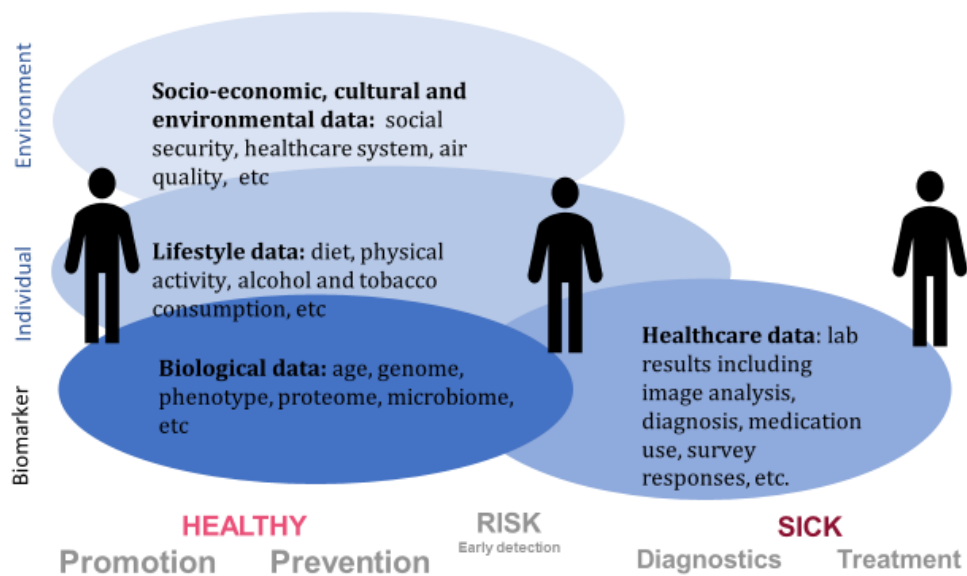 Environment
Individual
Biomarker
Socio-economic, cultural and
environmental data: social
security, healthcare system, air
quality, etc
Lifestyle data: diet, physical
activity, alcohol and tobacco
consumption, etc
Biological data: age, genome,
phenotype, proteome, microbiome,
etc
Healthcare data: lab
results including
image analysis,
diagnosis, medication
use, survey
responses, etc.
HEALTHY
RISK
SICK
Early detection
Promotion
Prevention
Diagnostics
Treatment